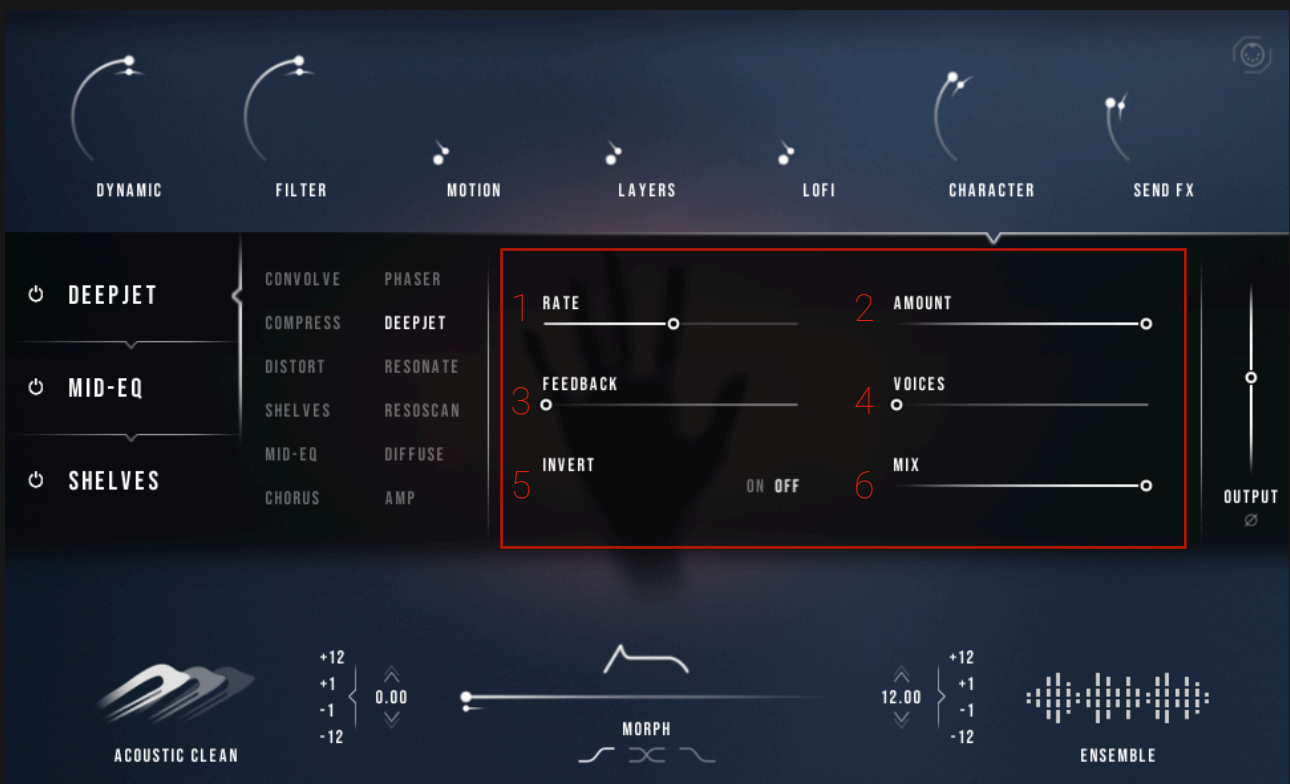 DYNAMIC FILTER MOTION LAYERS LOFI CHARACTER SEND FX
DEEPJET
MID-EQ
SHELVES
CONVOLVE PHASER
COMPRESS DEEPJET
DISTORT RESONATE
SHELVES RESOSCAN
MID-EQ DIFFUSE
CHORUS AMP
1 RATE 2 AMOUNT
3 FEEDBACK 4 VOICES
5 INVERT 6 MIX
ON OFF
OUTPUT
Ø
+12
+1
-1
-12
0.00
MORPH
12.00
+12
+1
-1
-12
ACOUSTIC CLEAN
ENSEMBLE